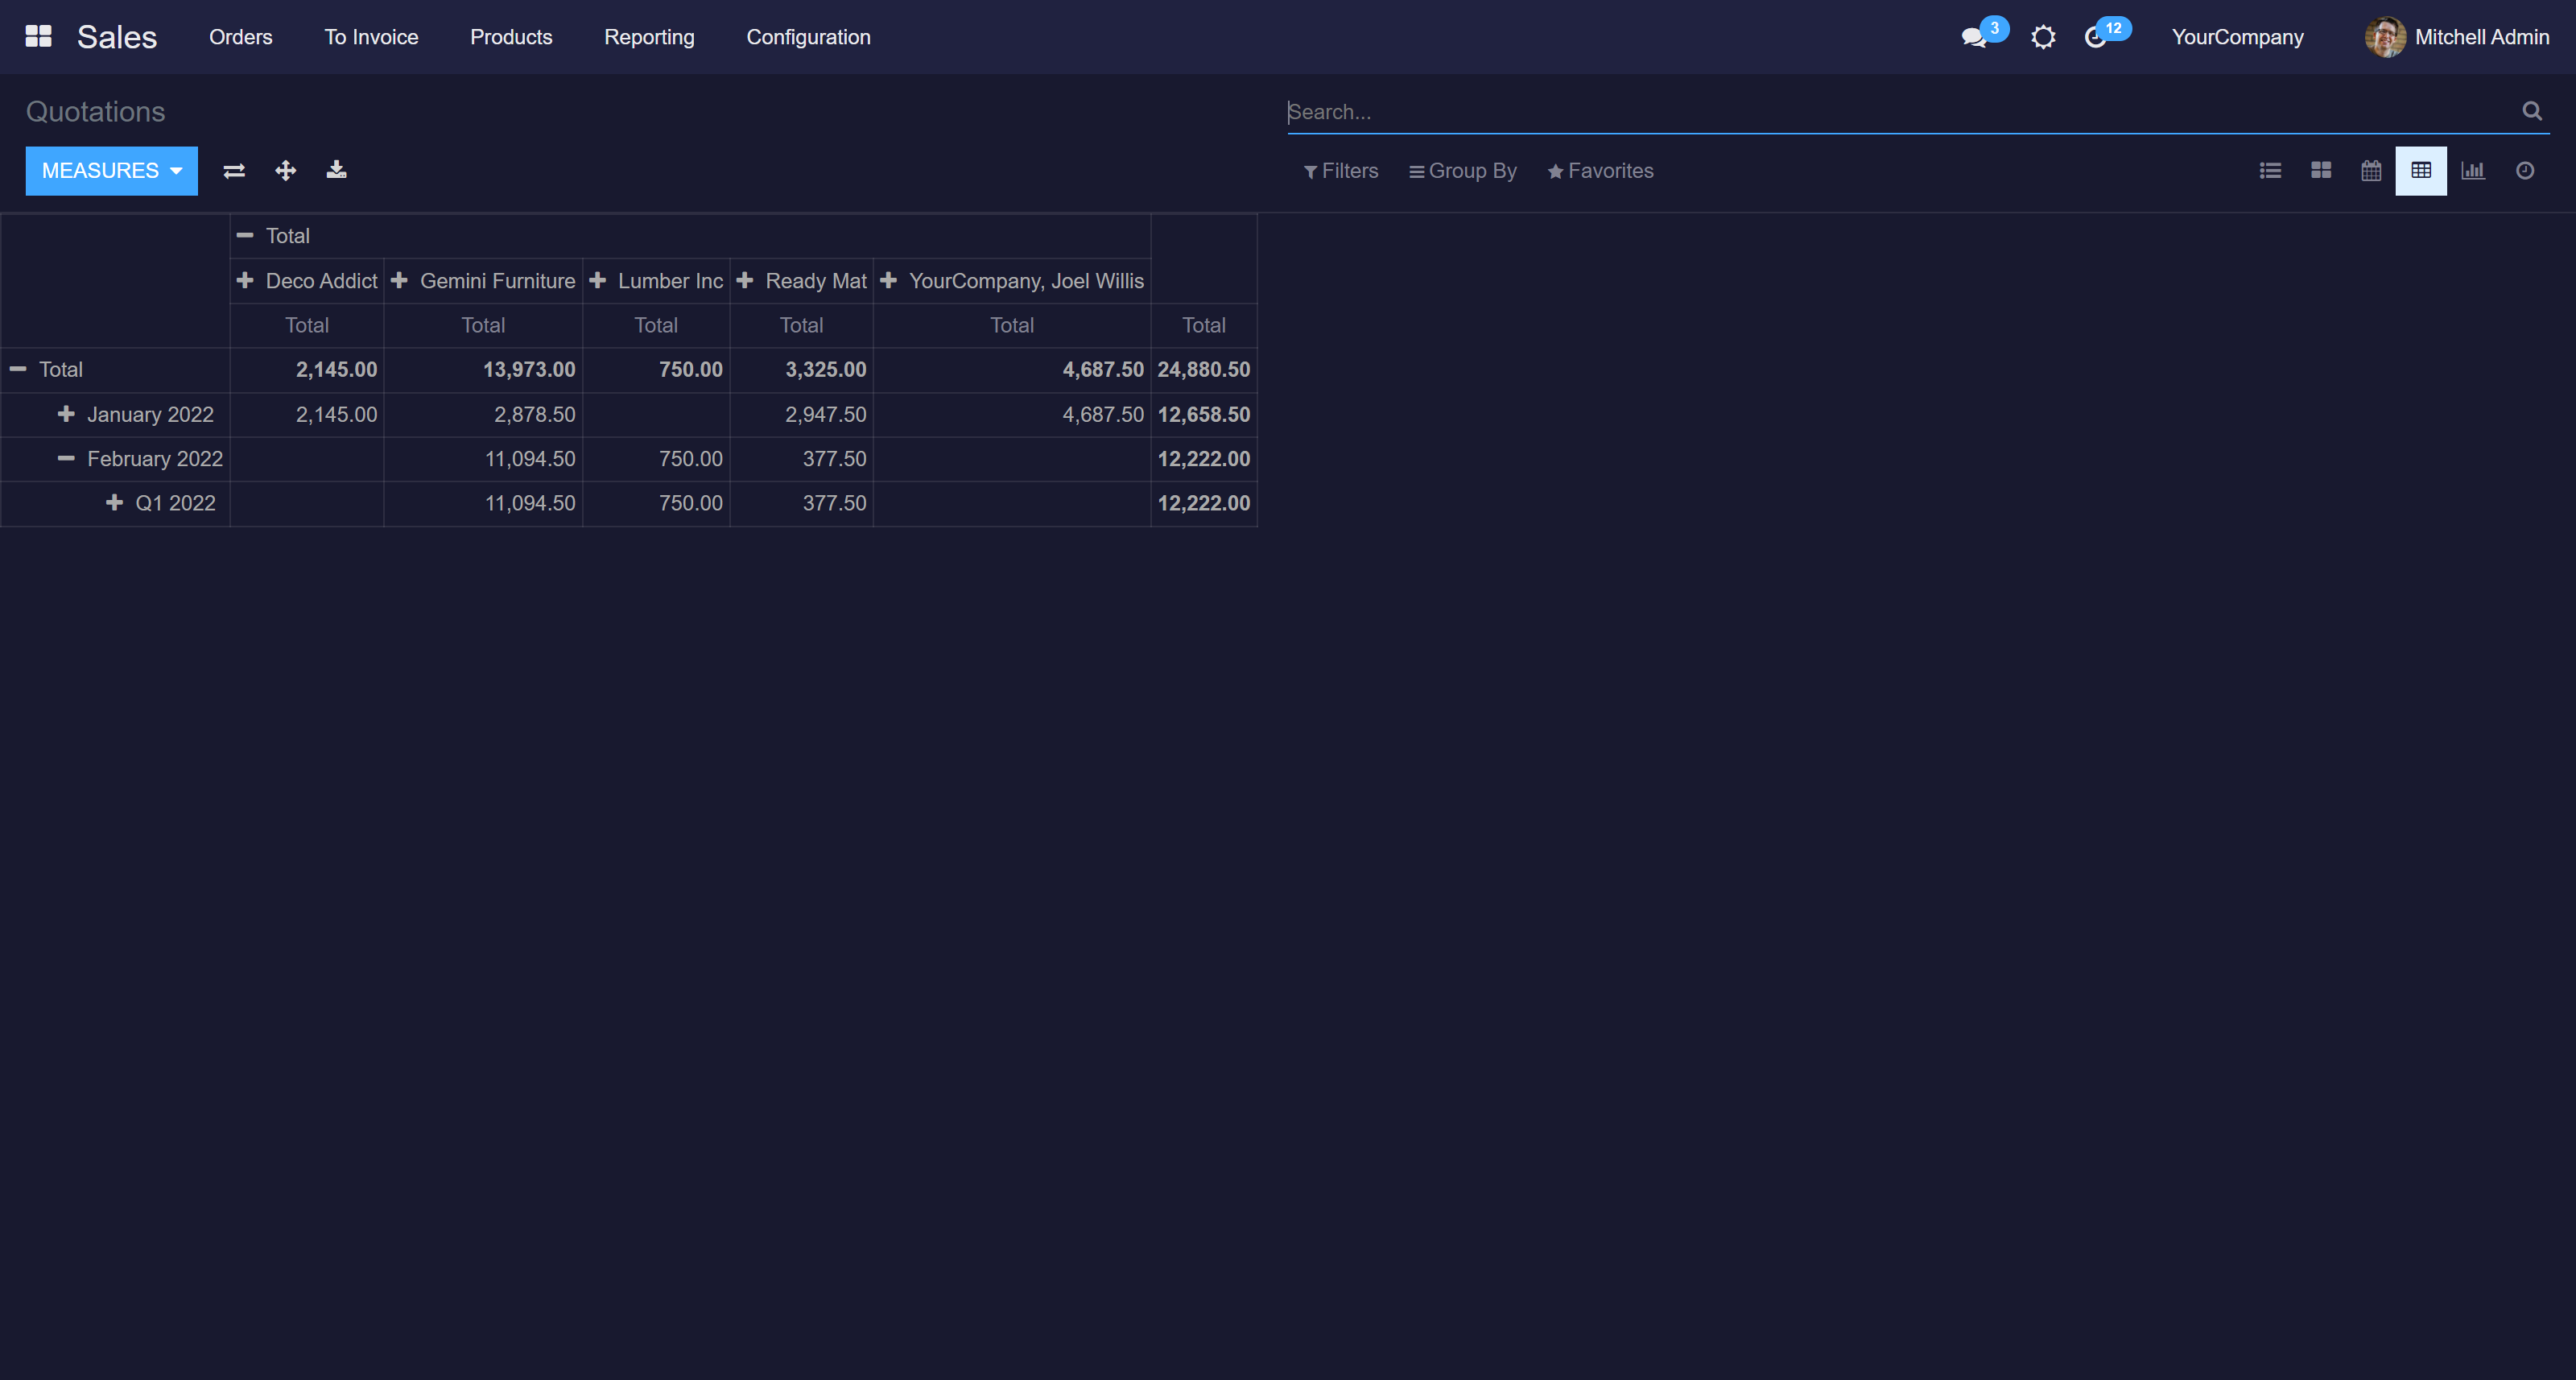 Sales Orders To Invoice Products Reporting Configuration 3 12 YourCompany Mitchell Admin
Quotations Search...
MEASURES Filters Group By Favorites
Total
Deco Addict Gemini Furniture Lumber Inc Ready Mat YourCompany, Joel Willis
Total Total Total Total Total Total
Total 2,145.00 13,973.00 750.00 3,325.00 4,687.50 24,880.50
January 2022 2,145.00 2,878.50 2,947.50 4,687.50 12,658.50
February 2022 11,094.50 750.00 377.50 12,222.00
Q1 2022 11,094.50 750.00 377.50 12,222.00